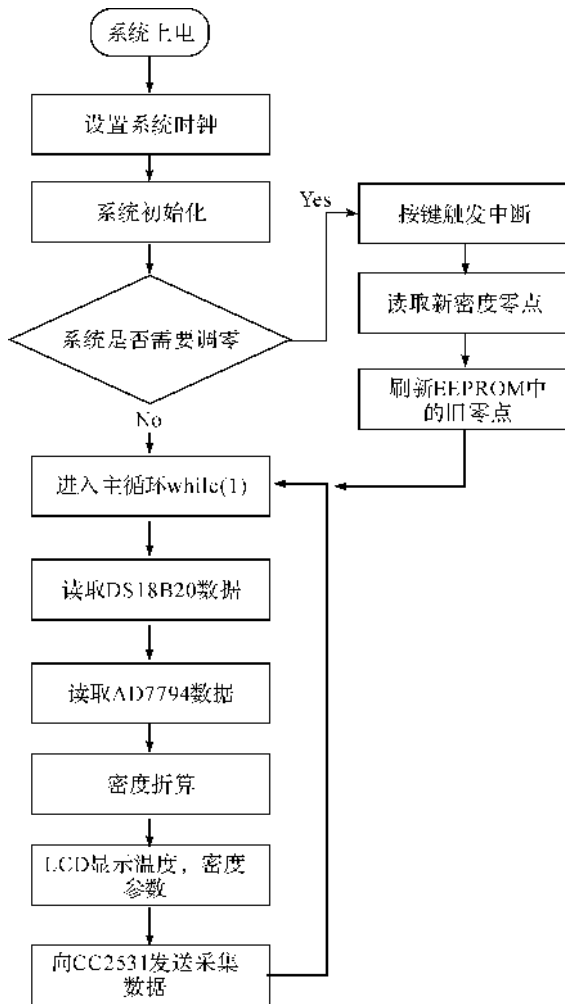 系统上电
设置系统时钟
系统初始化
Yes
按键触发中断
读取新密度零点
系统是否需要调零
刷新EEPROM中
的旧零点
No
进入主循环while(1)
读取DS18B20数据
读取AD7794数据
密度折算
LCD显示温度，密度
参数
向CC2531发送采集
数据